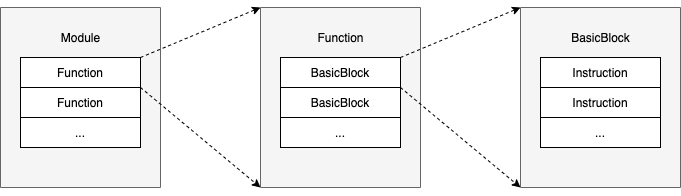 Module
Function
Function
...
Function
BasicBlock
BasicBlock
...
BasicBlock
Instruction
Instruction
...